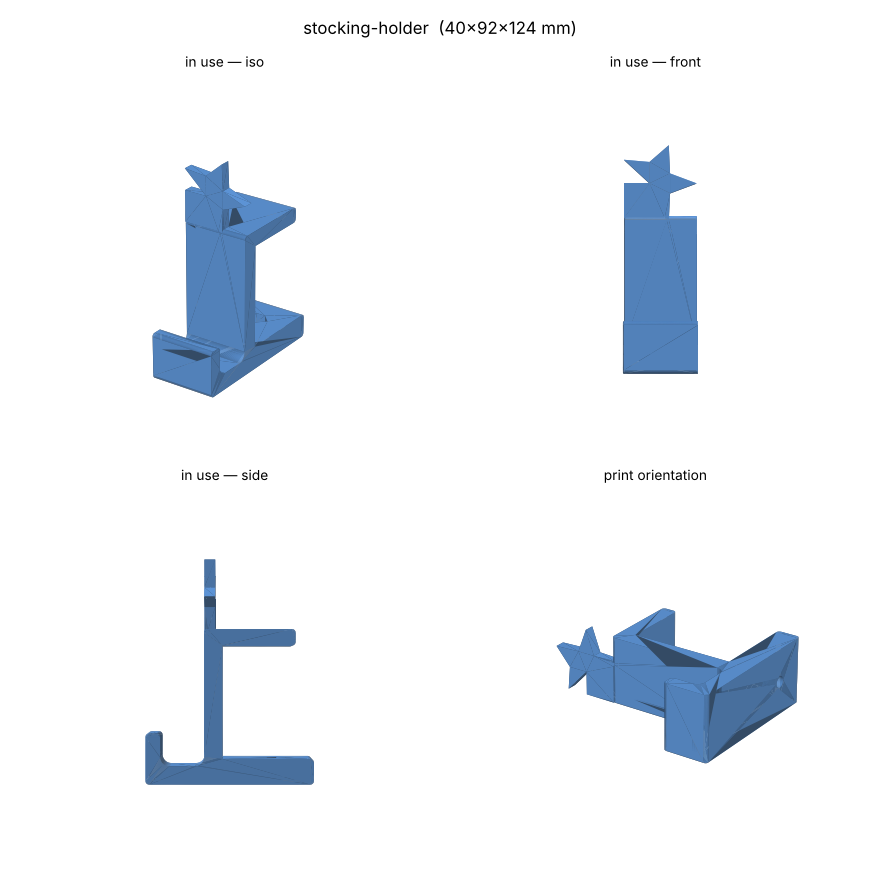 stocking-holder (40×92×124 mm)
in use — iso
in use — front
in use — side
print orientation